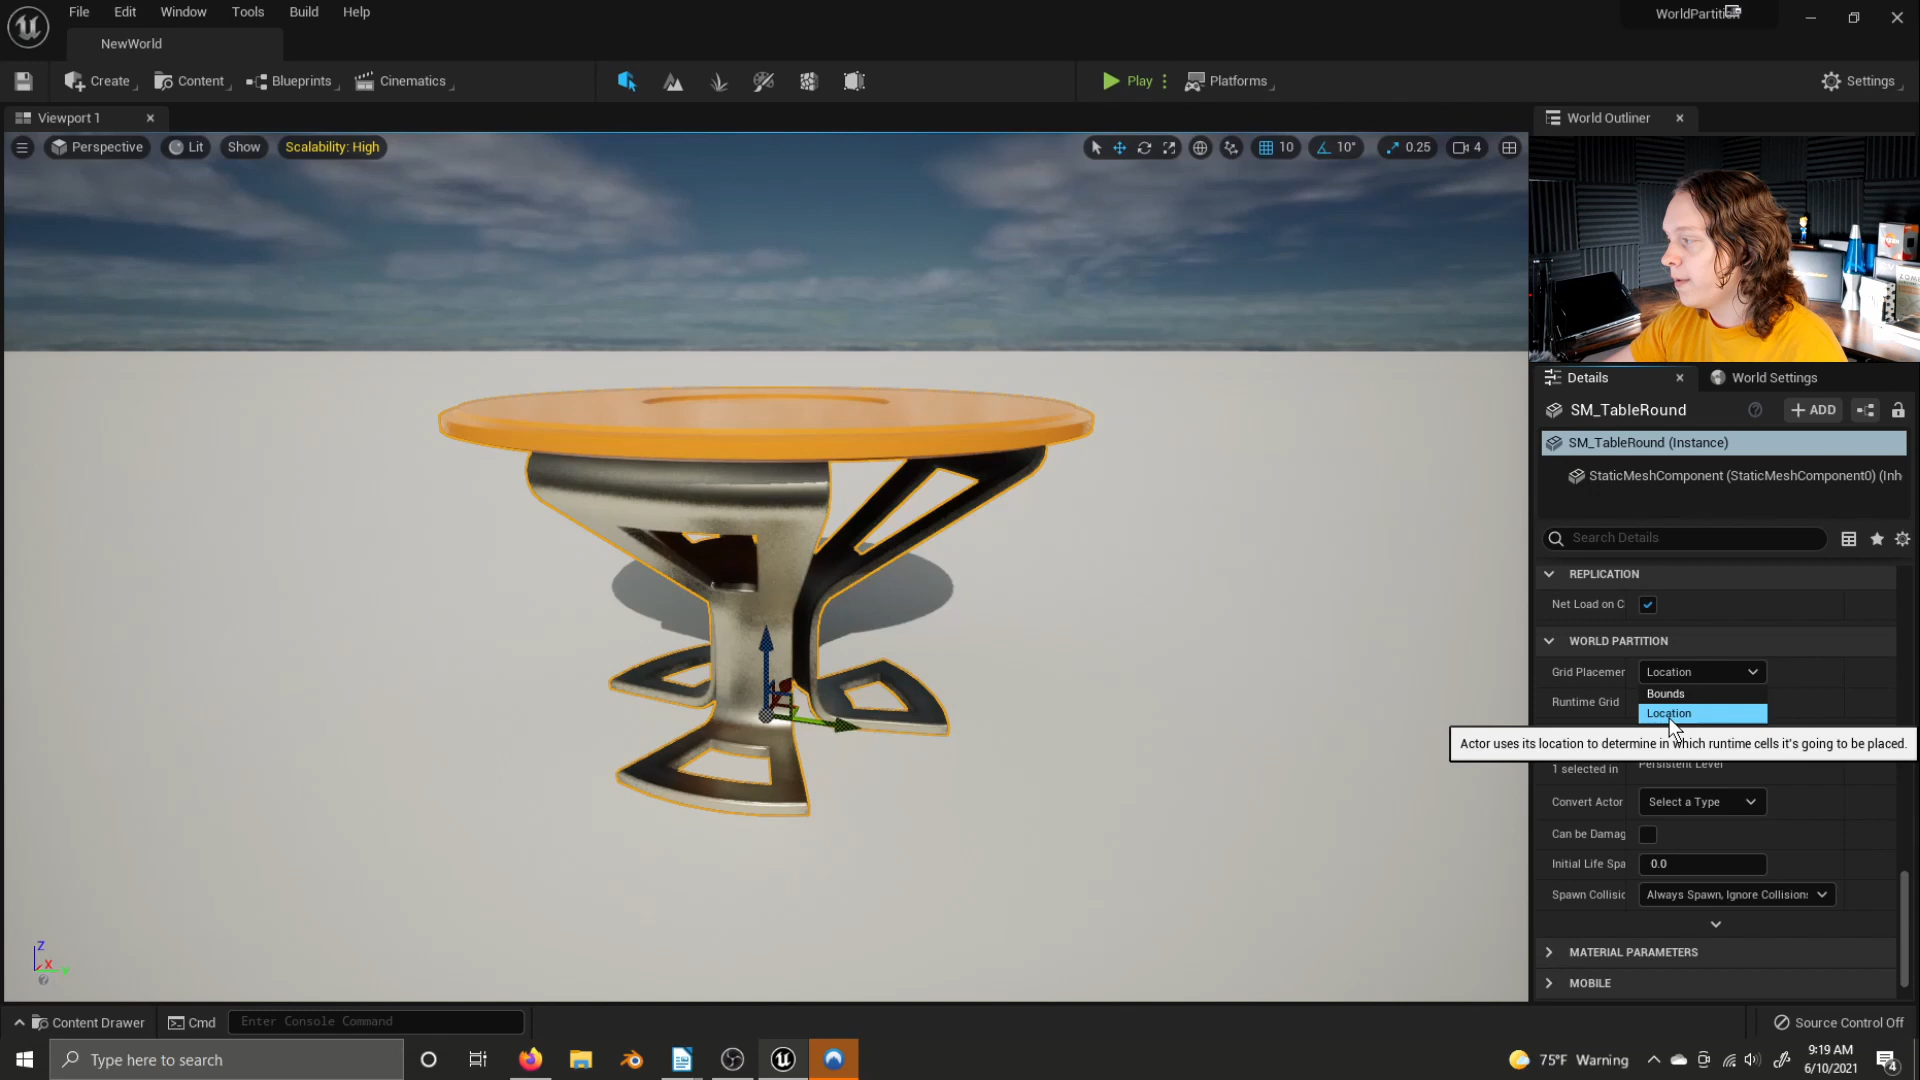 File Edit Window Tools Build Help
NewWorld
Create Content Blueprints Cinematics Play Platforms Settings
Viewport 1
World Outliner
Perspective Lit Show Scalability: High
10 10° 0.25 4
Details World Settings
SM_TableRound
ADD
SM_TableRound (Instance)
StaticMeshComponent (StaticMeshComponent0) (Inh
Search Details
REPLICATION
Net Load on C
WORLD PARTITION
Grid Placemer Location
Bounds
Runtime Grid
Location
Actor uses its location to determine in which runtime cells it's going to be placed.
1 selected in Persistent Level
Convert Actor Select a Type
Can be Damag
Initial Life Spa 0.0
Spawn Collisic Always Spawn, Ignore Collisions
MATERIAL PARAMETERS
MOBILE
Z
X
Content Drawer Cmd Enter Console Command Source Control Off
Type here to search
75°F Warning
9:19 AM
6/10/2021
4